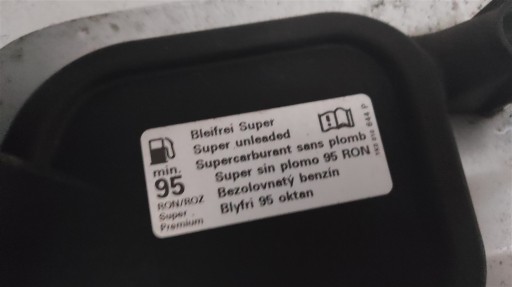 Bleifrei Super
Super unleaded
Supercarburant sans plomb
Super sin plomo 95 RON
Bezolovnatý benzin
Blyfri 95 oktan
min.
95
RON/ROZ
Super
Premium